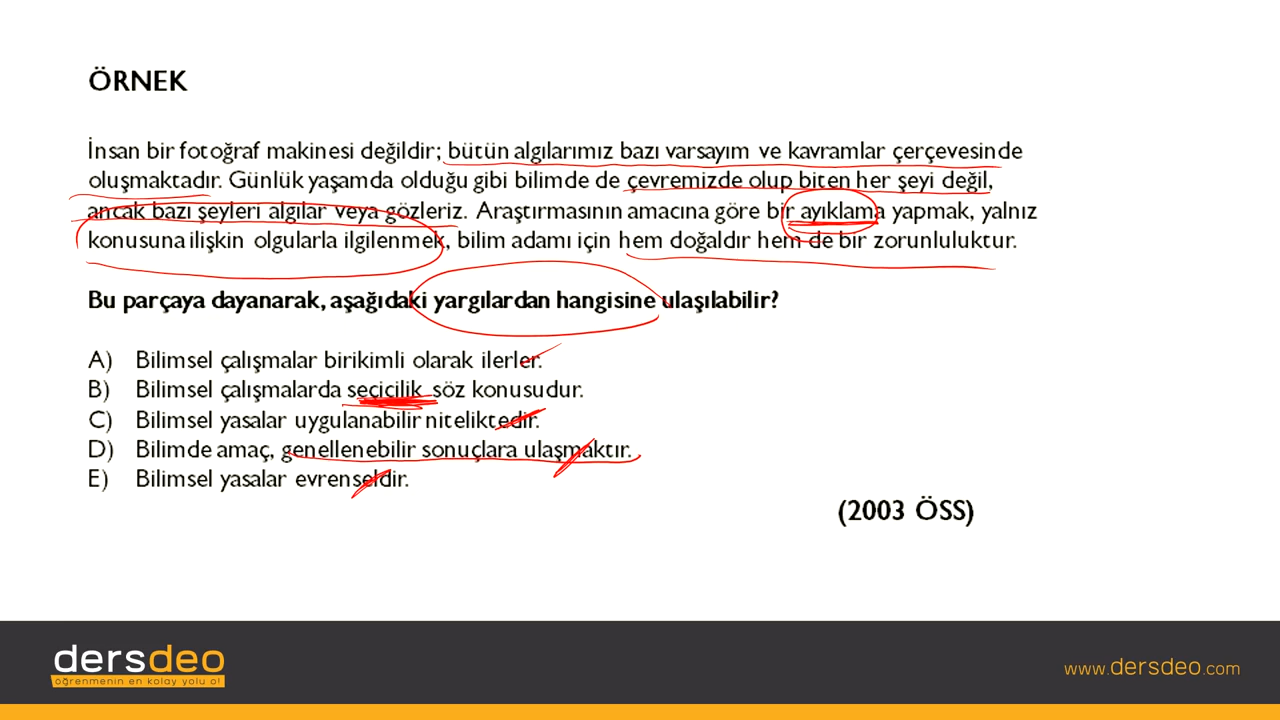 ÖRNEK
İnsan bir fotoğraf makinesi değildir; bütün algılarımız bazı varsayım ve kavramlar çerçevesinde
oluşmaktadır. Günlük yaşamda olduğu gibi bilimde de çevremizde olup biten her şeyi değil,
ancak bazı şeyleri algılar veya gözleriz. Araştırmasının amacına göre bir ayıklama yapmak, yalnız
konusuna ilişkin olgularla ilgilenmek, bilim adamı için hem doğaldır hem de bir zorunluluktur.
Bu parçaya dayanarak, aşağıdaki yargılardan hangisine ulaşılabilir?
A) Bilimsel çalışmalar birikimli olarak ilerler.
B) Bilimsel çalışmalarda seçicilik söz konusudur.
C) Bilimsel yasalar uygulanabilir niteliktedir.
D) Bilimde amaç, genellenebilir sonuçlara ulaşmaktır.
E) Bilimsel yasalar evrenseldir.
(2003 ÖSS)
dersdeo
öğrenmenin en kolay yolu o!
www.dersdeo.com